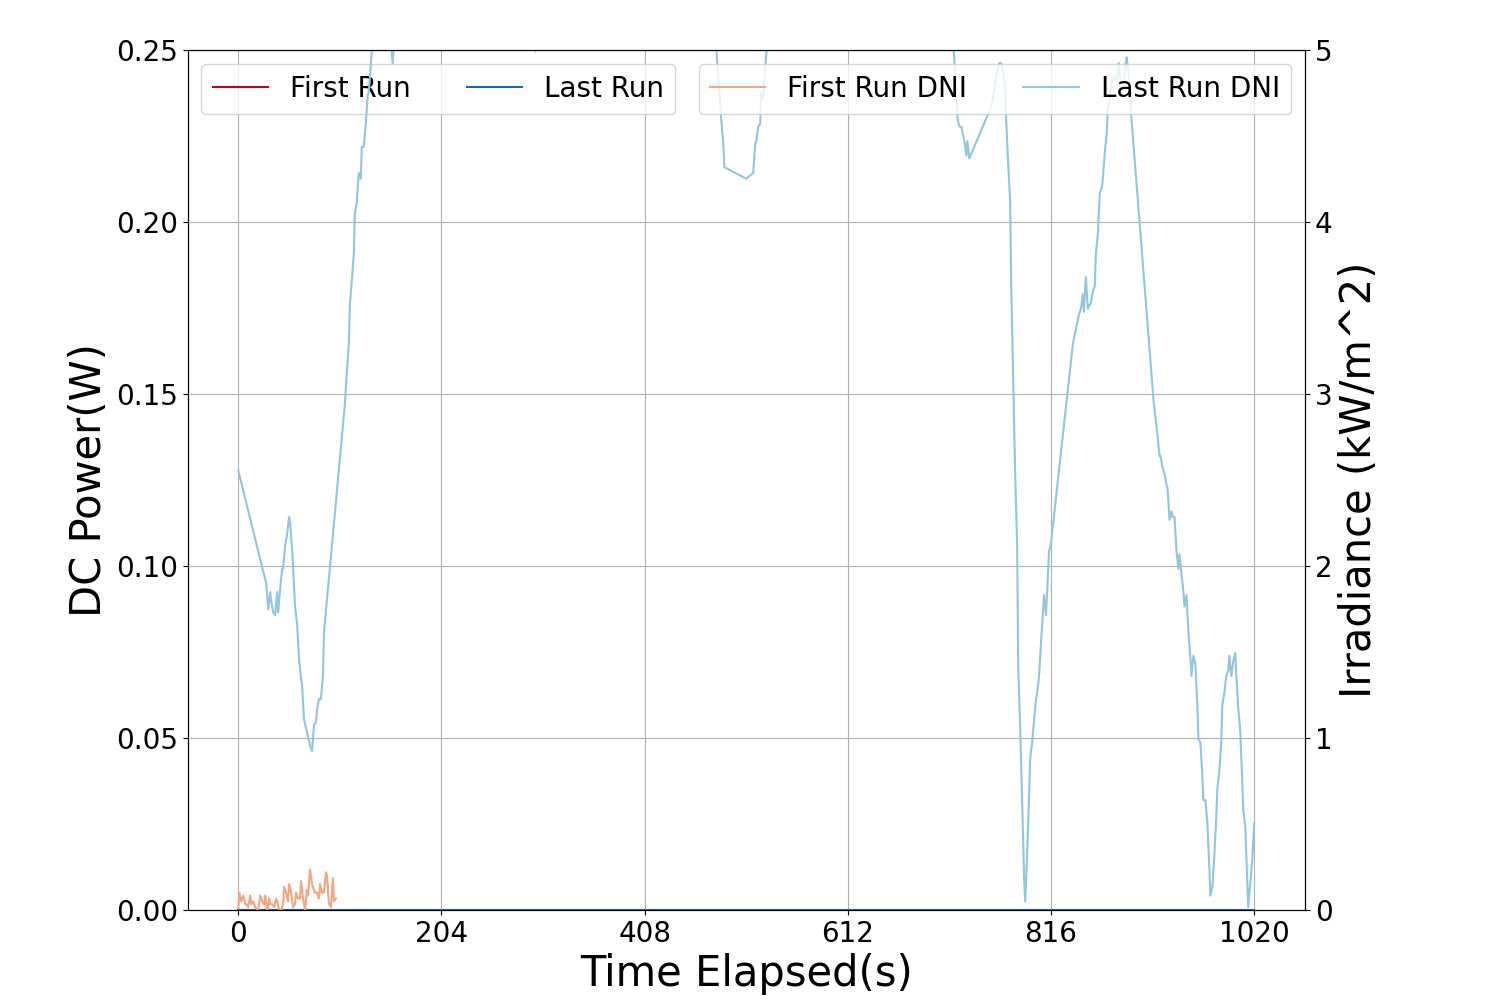 First Run
Last Run
First Run DNI
Last Run DNI
0.25
0.20
0.15
0.10
0.05
0.00
DC Power(W)
5
4
3
2
1
0
Irradiance (kW/m^2)
0
204
408
612
816
1020
Time Elapsed(s)